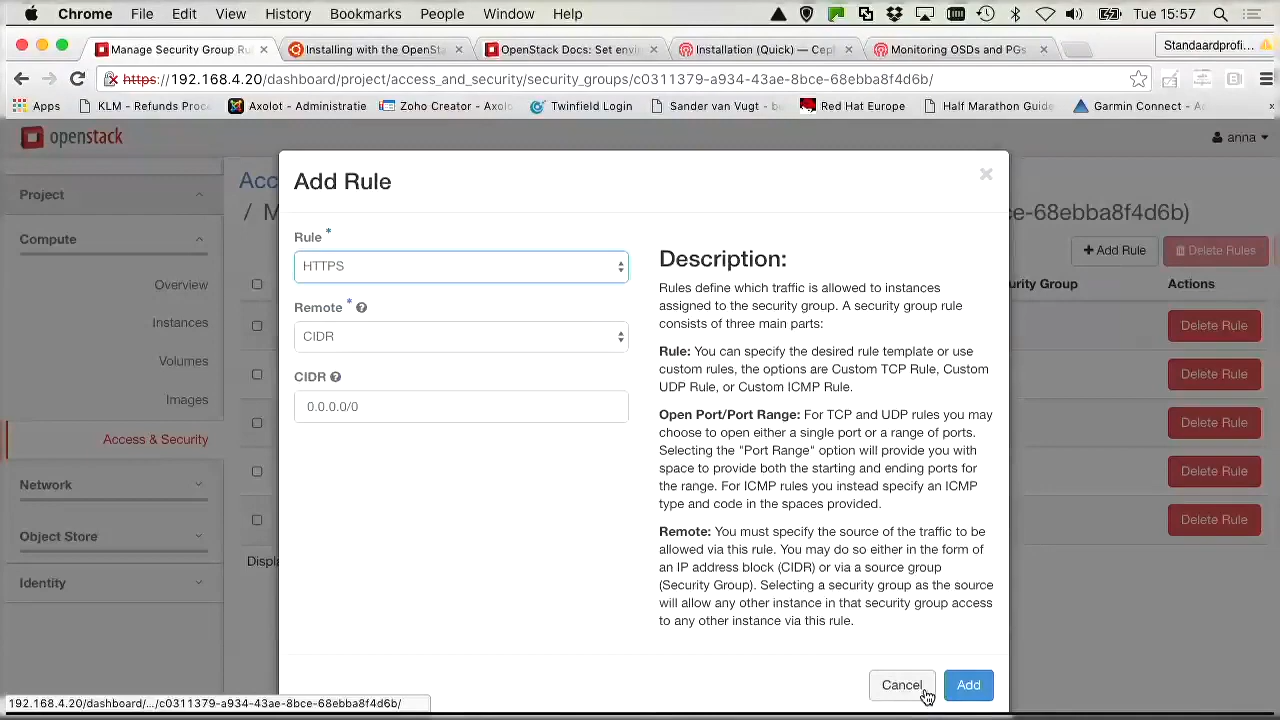 Chrome File Edit View History Bookmarks People Window Help Tue 15:57
Manage Security Group Ru × Installing with the OpenSta × OpenStack Docs: Set envi × Installation (Quick) — Cep × Monitoring OSDs and PGs × Standaardprofi...
https://192.168.4.20/dashboard/project/access_and_security/security_groups/c0311379-a934-43ae-8bce-68ebba8f4d6b/
Apps KLM - Refunds Proc Axolot - Administratie Zoho Creator - Axol Twinfield Login Sander van Vugt - b Red Hat Europe Half Marathon Guide Garmin Connect - A
openstack anna
Project
Compute
Overview
Instances
Volumes
Images
Access & Security
Network
Object Store
Identity
Acc
/ M
ce-68ebba8f4d6b)
+ Add Rule Delete Rules
urity Group Actions
Delete Rule
Delete Rule
Delete Rule
Delete Rule
Delete Rule
Displa
Add Rule ×
Rule *
HTTPS
Remote * ?
CIDR
CIDR ?
0.0.0.0/0
Description:
Rules define which traffic is allowed to instances
assigned to the security group. A security group rule
consists of three main parts:
Rule: You can specify the desired rule template or use
custom rules, the options are Custom TCP Rule, Custom
UDP Rule, or Custom ICMP Rule.
Open Port/Port Range: For TCP and UDP rules you may
choose to open either a single port or a range of ports.
Selecting the "Port Range" option will provide you with
space to provide both the starting and ending ports for
the range. For ICMP rules you instead specify an ICMP
type and code in the spaces provided.
Remote: You must specify the source of the traffic to be
allowed via this rule. You may do so either in the form of
an IP address block (CIDR) or via a source group
(Security Group). Selecting a security group as the source
will allow any other instance in that security group access
to any other instance via this rule.
Cancel Add
192.168.4.20/dashboard/.../c0311379-a934-43ae-8bce-68ebba8f4d6b/